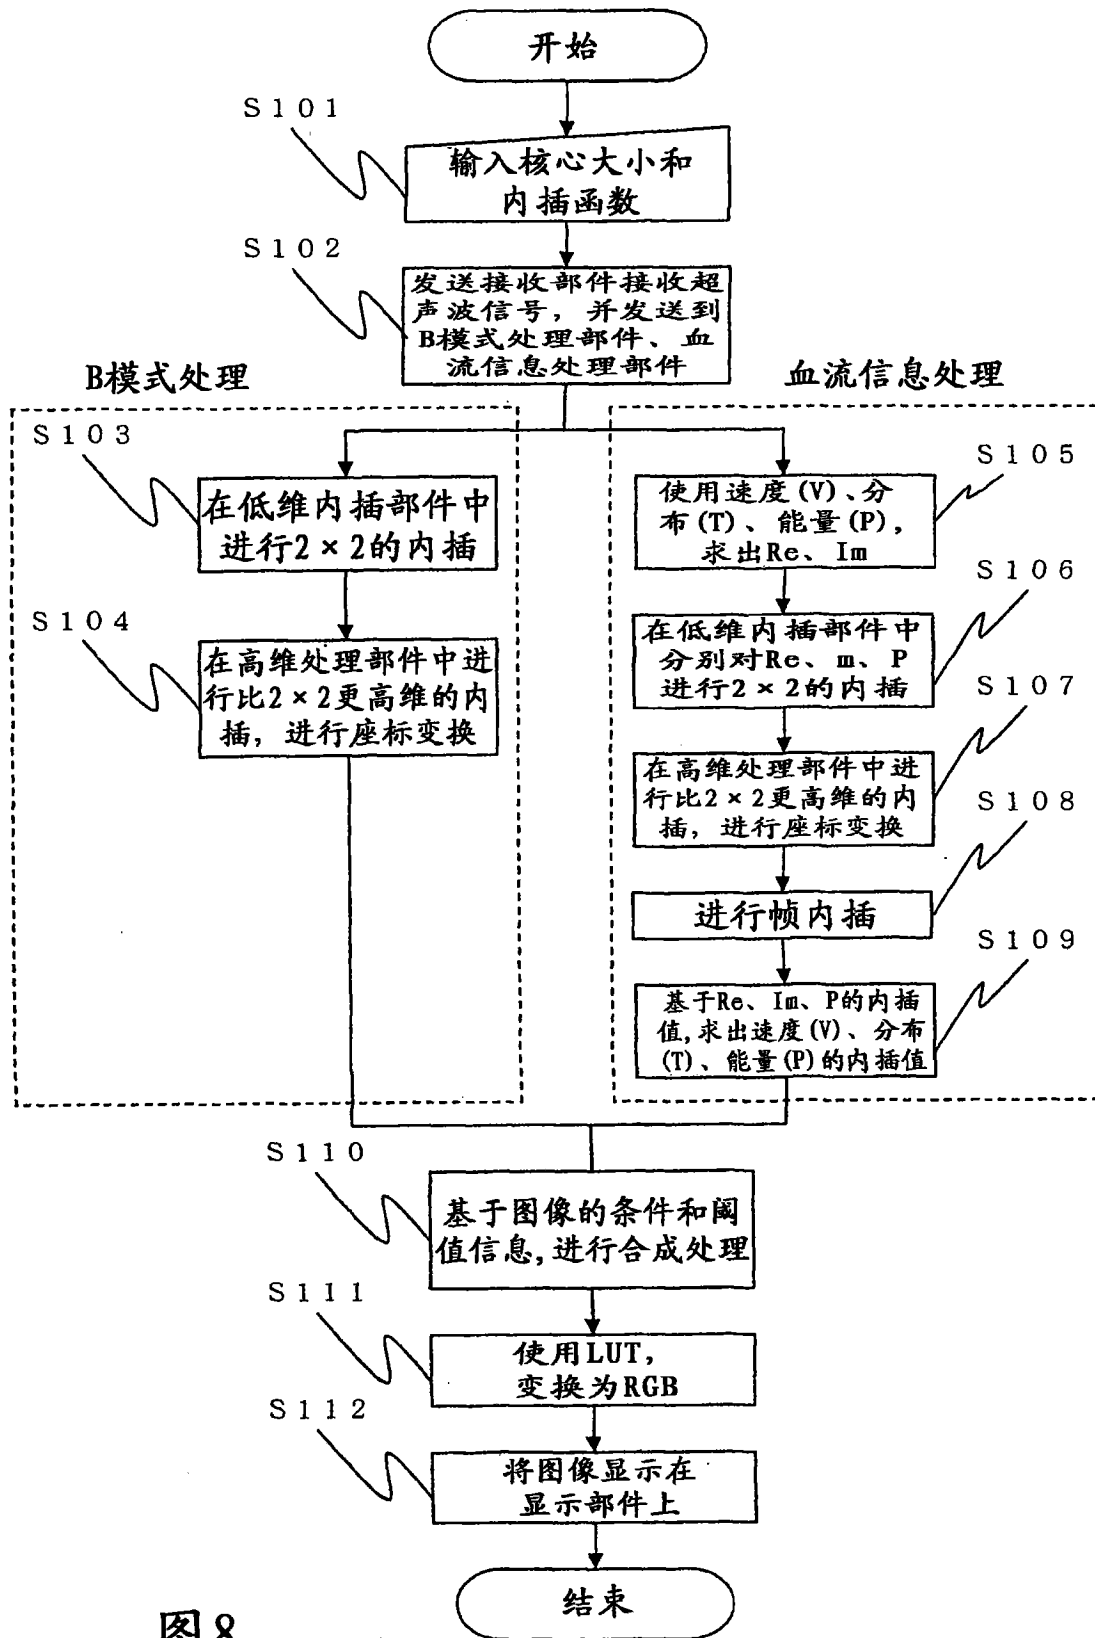 开始
S101
输入核心大小和
内插函数
S102
发送接收部件接收超
声波信号，并发送到
B模式处理部件、血
流信息处理部件
B模式处理
S103
在低维内插部件中
进行2×2的内插
S104
在高维处理部件中进
行比2×2更高维的内
插，进行座标变换
血流信息处理
S105
使用速度(V)、分
布(T)、能量(P)，
求出Re、Im
S106
在低维内插部件中
分别对Re、m、P
进行2×2的内插
S107
在高维处理部件中进
行比2×2更高维的内
插，进行座标变换
S108
进行帧内插
S109
基于Re、Im、P的内插
值,求出速度(V)、分布
(T)、能量(P)的内插值
S110
基于图像的条件和阈
值信息,进行合成处理
S111
使用LUT，
变换为RGB
S112
将图像显示在
显示部件上
结束
图8